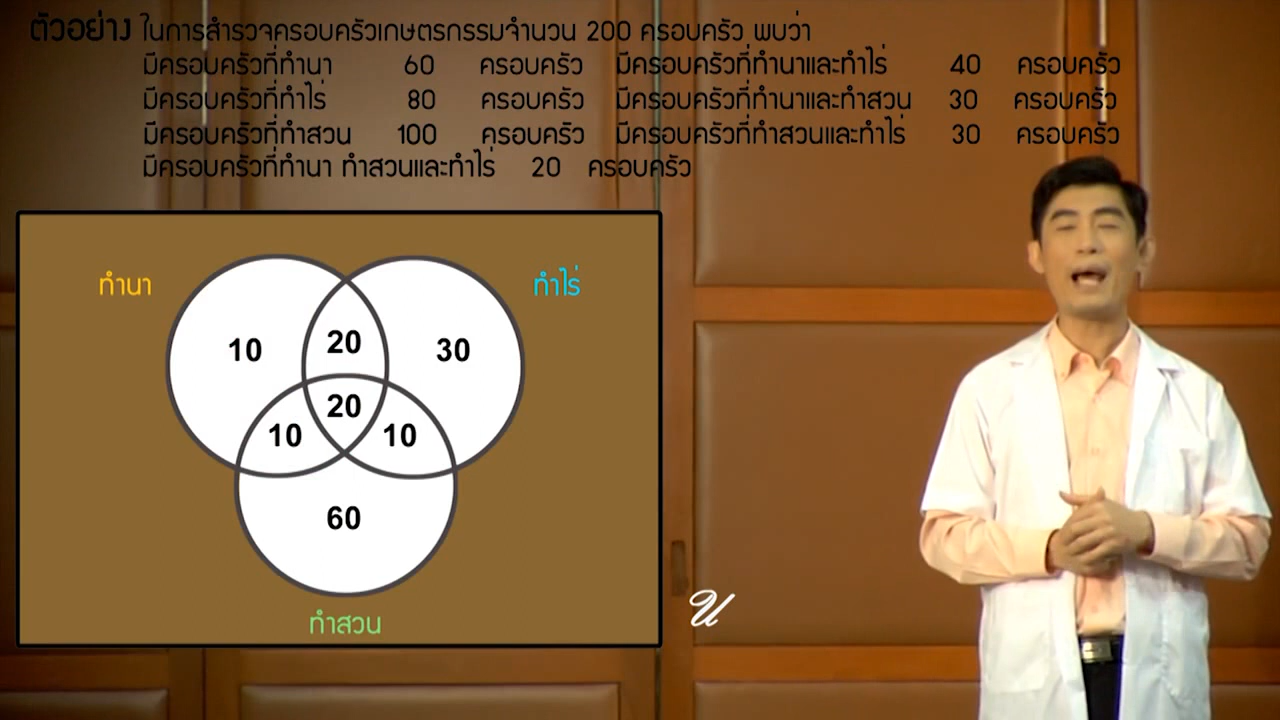 ตัวอย่าง ในการสำรวจครอบครัวเกษตรกรรมจำนวน 200 ครอบครัว พบว่า
มีครอบครัวที่ทำนา 60 ครอบครัว มีครอบครัวที่ทำนาและทำไร่ 40 ครอบครัว
มีครอบครัวที่ทำไร่ 80 ครอบครัว มีครอบครัวที่ทำนาและทำสวน 30 ครอบครัว
มีครอบครัวที่ทำสวน 100 ครอบครัว มีครอบครัวที่ทำสวนและทำไร่ 30 ครอบครัว
มีครอบครัวที่ทำนา ทำสวนและทำไร่ 20 ครอบครัว
ทำนา ทำไร่
10 20 30
20
10 10
60
ทำสวน
U